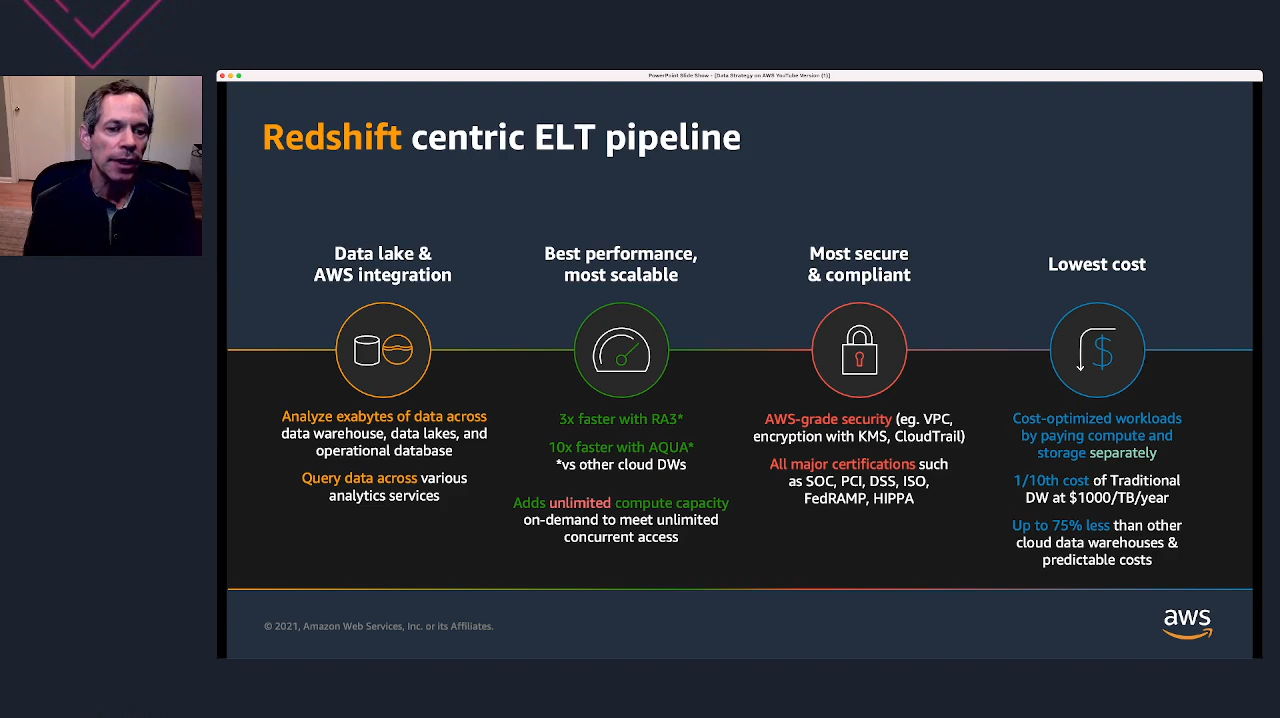 PowerPoint Slide Show - [Data Strategy on AWS YouTube Version (1)]
Redshift centric ELT pipeline
Data lake &
AWS integration
Analyze exabytes of data across
data warehouse, data lakes, and
operational database
Query data across various
analytics services
Best performance,
most scalable
3x faster with RA3*
10x faster with AQUA*
*vs other cloud DWs
Adds unlimited compute capacity
on-demand to meet unlimited
concurrent access
Most secure
& compliant
AWS-grade security (eg. VPC,
encryption with KMS, CloudTrail)
All major certifications such
as SOC, PCI, DSS, ISO,
FedRAMP, HIPPA
Lowest cost
$
Cost-optimized workloads
by paying compute and
storage separately
1/10th cost of Traditional
DW at $1000/TB/year
Up to 75% less than other
cloud data warehouses &
predictable costs
© 2021, Amazon Web Services, Inc. or its Affiliates.
aws